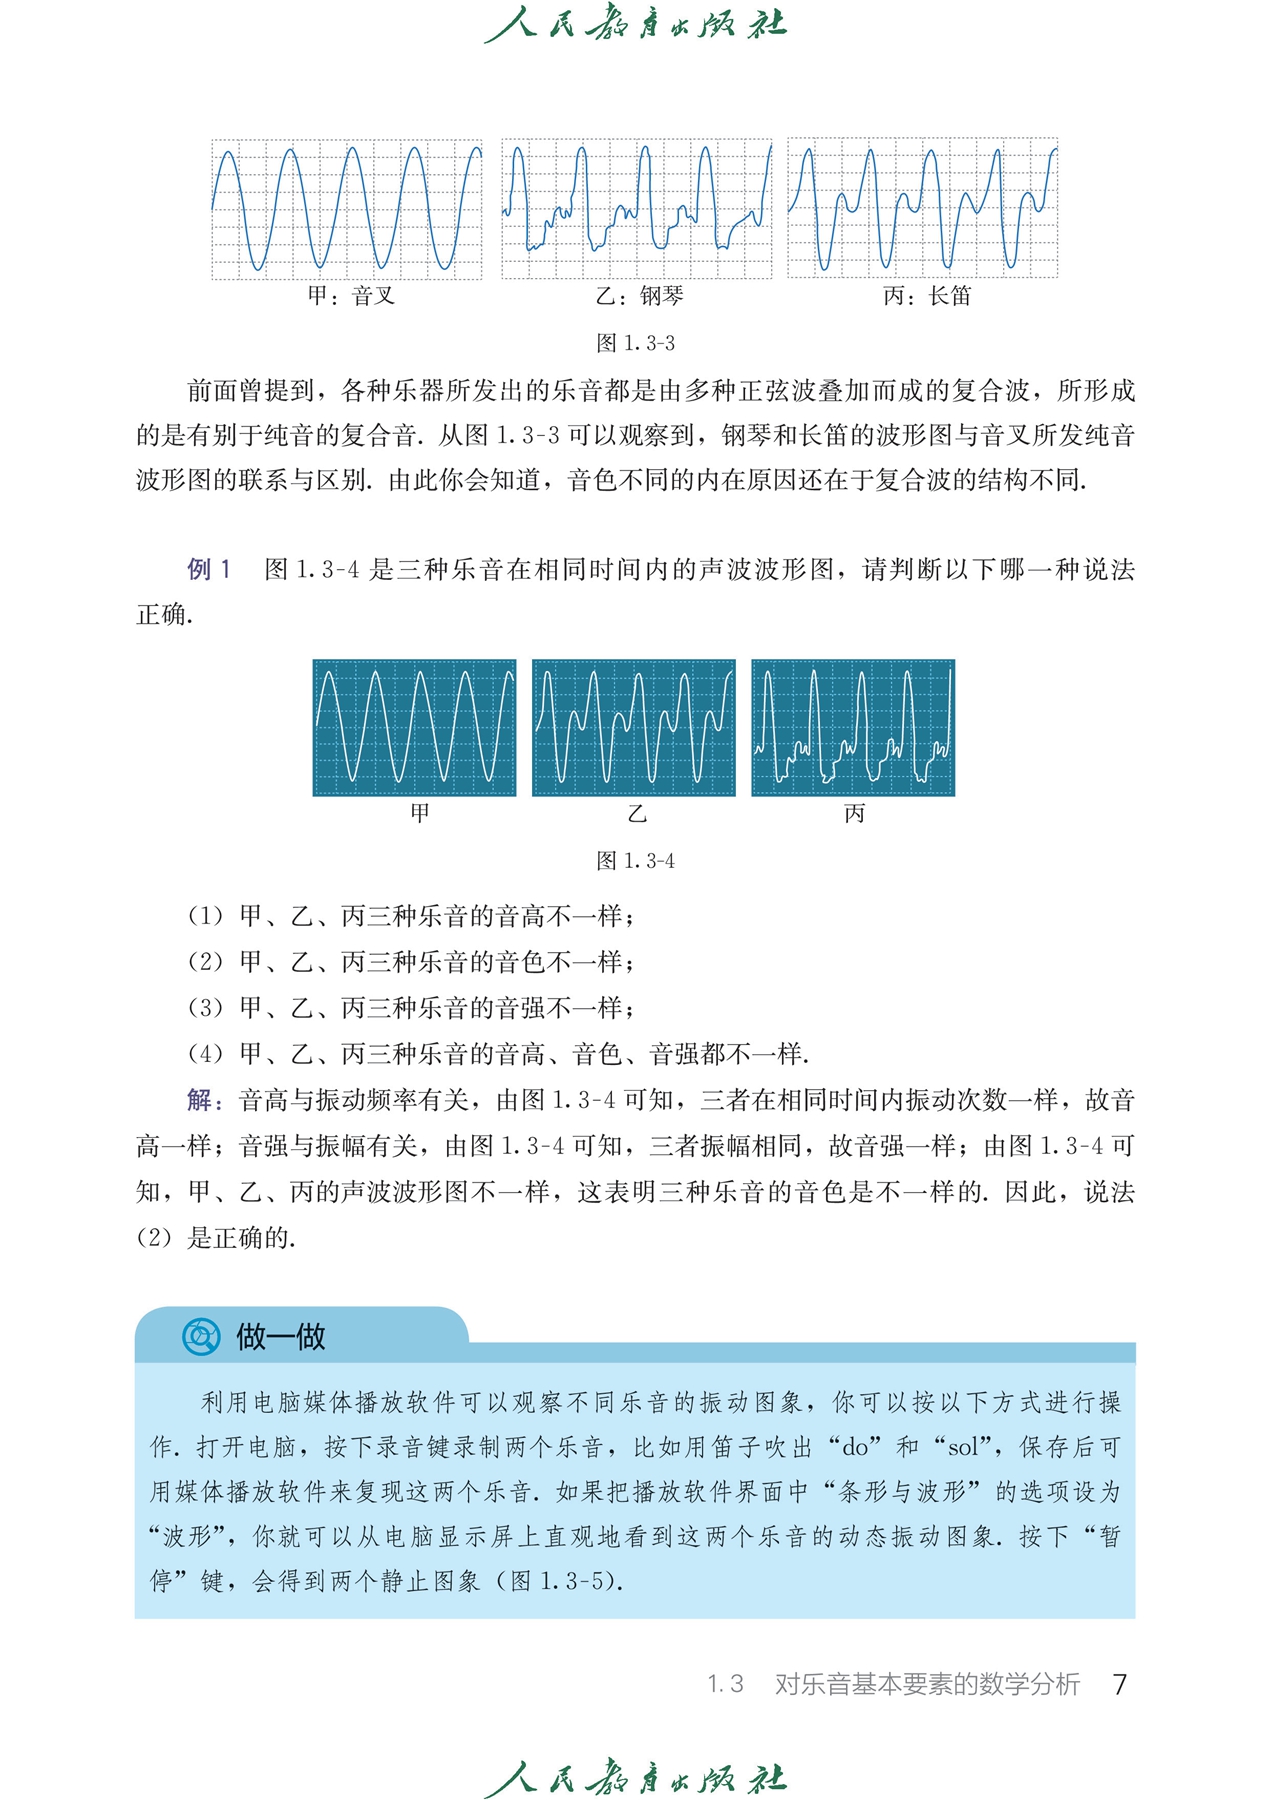 人民教育出版社
甲：音叉
乙：钢琴
丙：长笛
图 1.3-3
前面曾提到，各种乐器所发出的乐音都是由多种正弦波叠加而成的复合波，所形成
的是有别于纯音的复合音. 从图 1.3-3 可以观察到，钢琴和长笛的波形图与音叉所发纯音
波形图的联系与区别. 由此你会知道，音色不同的内在原因还在于复合波的结构不同.
例 1　图 1.3-4 是三种乐音在相同时间内的声波波形图，请判断以下哪一种说法
正确.
甲
乙
丙
图 1.3-4
（1）甲、乙、丙三种乐音的音高不一样；
（2）甲、乙、丙三种乐音的音色不一样；
（3）甲、乙、丙三种乐音的音强不一样；
（4）甲、乙、丙三种乐音的音高、音色、音强都不一样.
解：音高与振动频率有关，由图 1.3-4 可知，三者在相同时间内振动次数一样，故音
高一样；音强与振幅有关，由图 1.3-4 可知，三者振幅相同，故音强一样；由图 1.3-4 可
知，甲、乙、丙的声波波形图不一样，这表明三种乐音的音色是不一样的. 因此，说法
（2）是正确的.
做一做
利用电脑媒体播放软件可以观察不同乐音的振动图象，你可以按以下方式进行操
作. 打开电脑，按下录音键录制两个乐音，比如用笛子吹出“do”和“sol”，保存后可
用媒体播放软件来复现这两个乐音. 如果把播放软件界面中“条形与波形”的选项设为
“波形”，你就可以从电脑显示屏上直观地看到这两个乐音的动态振动图象. 按下“暂
停”键，会得到两个静止图象（图 1.3-5）.
1.3　对乐音基本要素的数学分析　7
人民教育出版社